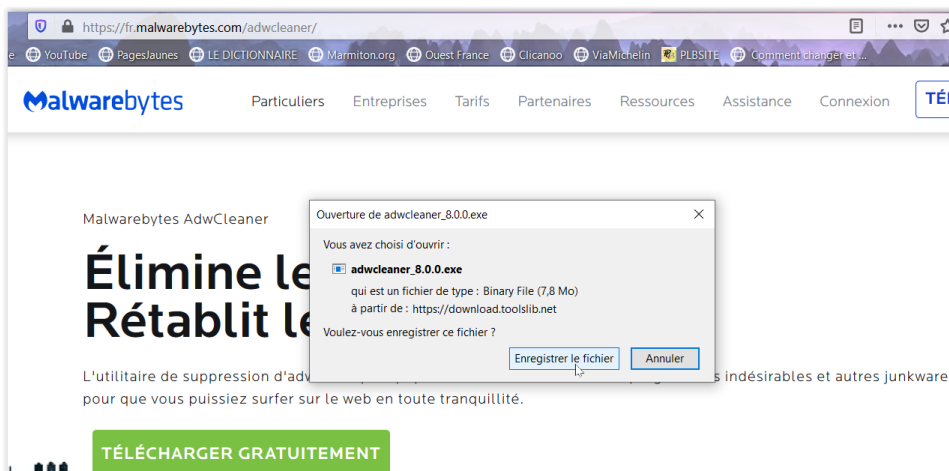 https://fr.malwarebytes.com/adwcleaner/
e YouTube PagesJaunes LE DICTIONNAIRE Marmiton.org Ouest France Clicanoo ViaMichelin PLBSITE Comment changer et...
Malwarebytes Particuliers Entreprises Tarifs Partenaires Ressources Assistance Connexion
Malwarebytes AdwCleaner
Élimine
Rétablit
Ouverture de adwcleaner_8.0.0.exe
Vous avez choisi d'ouvrir :
adwcleaner_8.0.0.exe
qui est un fichier de type : Binary File (7,8 Mo)
à partir de : https://download.toolslib.net
Voulez-vous enregistrer ce fichier ?
Enregistrer le fichier Annuler
L'utilitaire de suppression s indésirables et autres junkware
pour que vous puissiez surfer sur le web en toute tranquillité.
TÉLÉCHARGER GRATUITEMENT